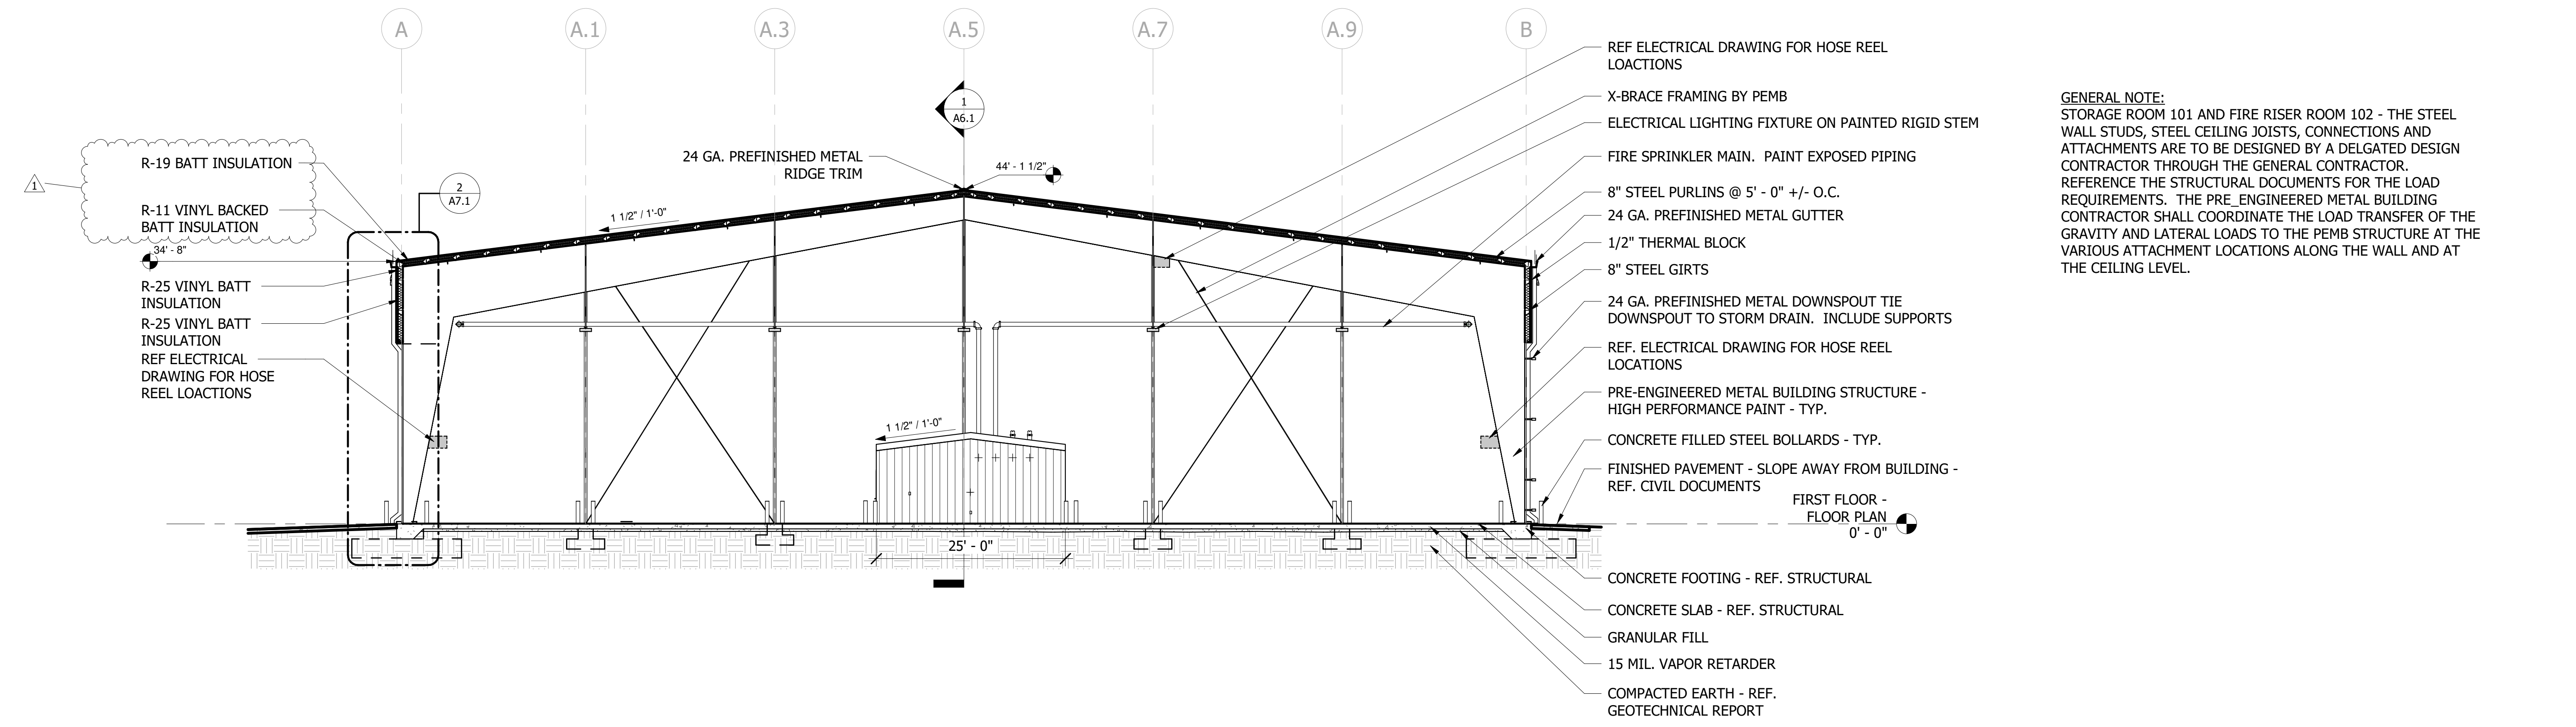 A
A.1
A.3
A.5
A.7
A.9
B
1
A6.1
1
R-19 BATT INSULATION
R-11 VINYL BACKED
BATT INSULATION
34' - 8"
R-25 VINYL BATT
INSULATION
R-25 VINYL BATT
INSULATION
REF ELECTRICAL
DRAWING FOR HOSE
REEL LOACTIONS
2
A7.1
1 1/2" / 1'-0"
24 GA. PREFINISHED METAL
RIDGE TRIM
44' - 1 1/2"
1 1/2" / 1'-0"
25' - 0"
REF ELECTRICAL DRAWING FOR HOSE REEL
LOACTIONS
X-BRACE FRAMING BY PEMB
ELECTRICAL LIGHTING FIXTURE ON PAINTED RIGID STEM
FIRE SPRINKLER MAIN.  PAINT EXPOSED PIPING
8" STEEL PURLINS @ 5' - 0" +/- O.C.
24 GA. PREFINISHED METAL GUTTER
1/2" THERMAL BLOCK
8" STEEL GIRTS
24 GA. PREFINISHED METAL DOWNSPOUT TIE
DOWNSPOUT TO STORM DRAIN.  INCLUDE SUPPORTS
REF. ELECTRICAL DRAWING FOR HOSE REEL
LOCATIONS
PRE-ENGINEERED METAL BUILDING STRUCTURE -
HIGH PERFORMANCE PAINT - TYP.
CONCRETE FILLED STEEL BOLLARDS - TYP.
FINISHED PAVEMENT - SLOPE AWAY FROM BUILDING -
REF. CIVIL DOCUMENTS
FIRST FLOOR -
FLOOR PLAN
0' - 0"
CONCRETE FOOTING - REF. STRUCTURAL
CONCRETE SLAB - REF. STRUCTURAL
GRANULAR FILL
15 MIL. VAPOR RETARDER
COMPACTED EARTH - REF.
GEOTECHNICAL REPORT
GENERAL NOTE:
STORAGE ROOM 101 AND FIRE RISER ROOM 102 - THE STEEL
WALL STUDS, STEEL CEILING JOISTS, CONNECTIONS AND
ATTACHMENTS ARE TO BE DESIGNED BY A DELGATED DESIGN
CONTRACTOR THROUGH THE GENERAL CONTRACTOR.
REFERENCE THE STRUCTURAL DOCUMENTS FOR THE LOAD
REQUIREMENTS.  THE PRE_ENGINEERED METAL BUILDING
CONTRACTOR SHALL COORDINATE THE LOAD TRANSFER OF THE
GRAVITY AND LATERAL LOADS TO THE PEMB STRUCTURE AT THE
VARIOUS ATTACHMENT LOCATIONS ALONG THE WALL AND AT
THE CEILING LEVEL.